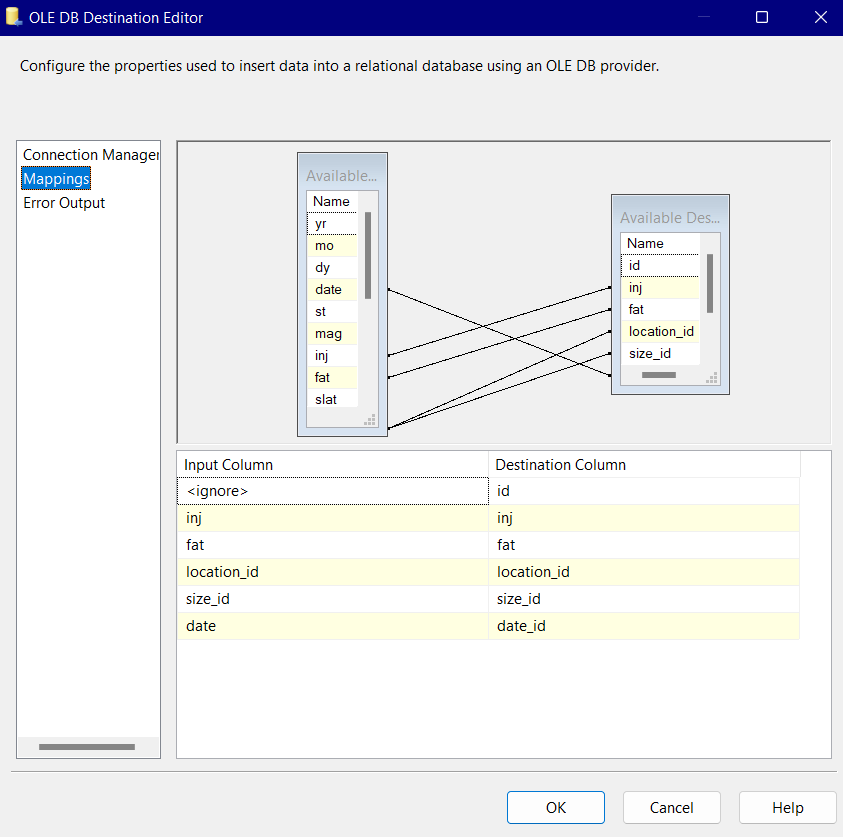 OLE DB Destination Editor
Configure the properties used to insert data into a relational database using an OLE DB provider.
Connection Manager
Mappings
Error Output
Available...
Name
yr
mo
dy
date
st
mag
inj
fat
slat
Available Des...
Name
id
inj
fat
location_id
size_id
Input Column Destination Column
<ignore> id
inj inj
fat fat
location_id location_id
size_id size_id
date date_id
OK Cancel Help